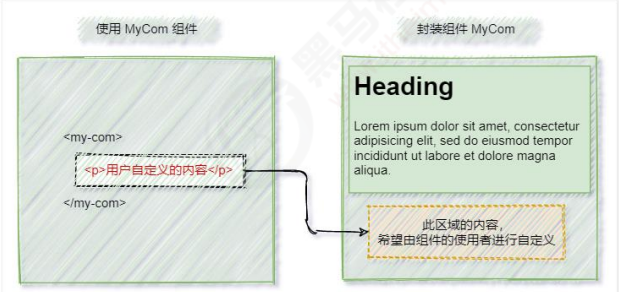 使用 MyCom 组件
<my-com>
<p>用户自定义的内容</p>
</my-com>
封装组件 MyCom
Heading
Lorem ipsum dolor sit amet, consectetur
adipisicing elit, sed do eiusmod tempor
incididunt ut labore et dolore magna
aliqua.
此区域的内容，
希望由组件的使用者进行自定义